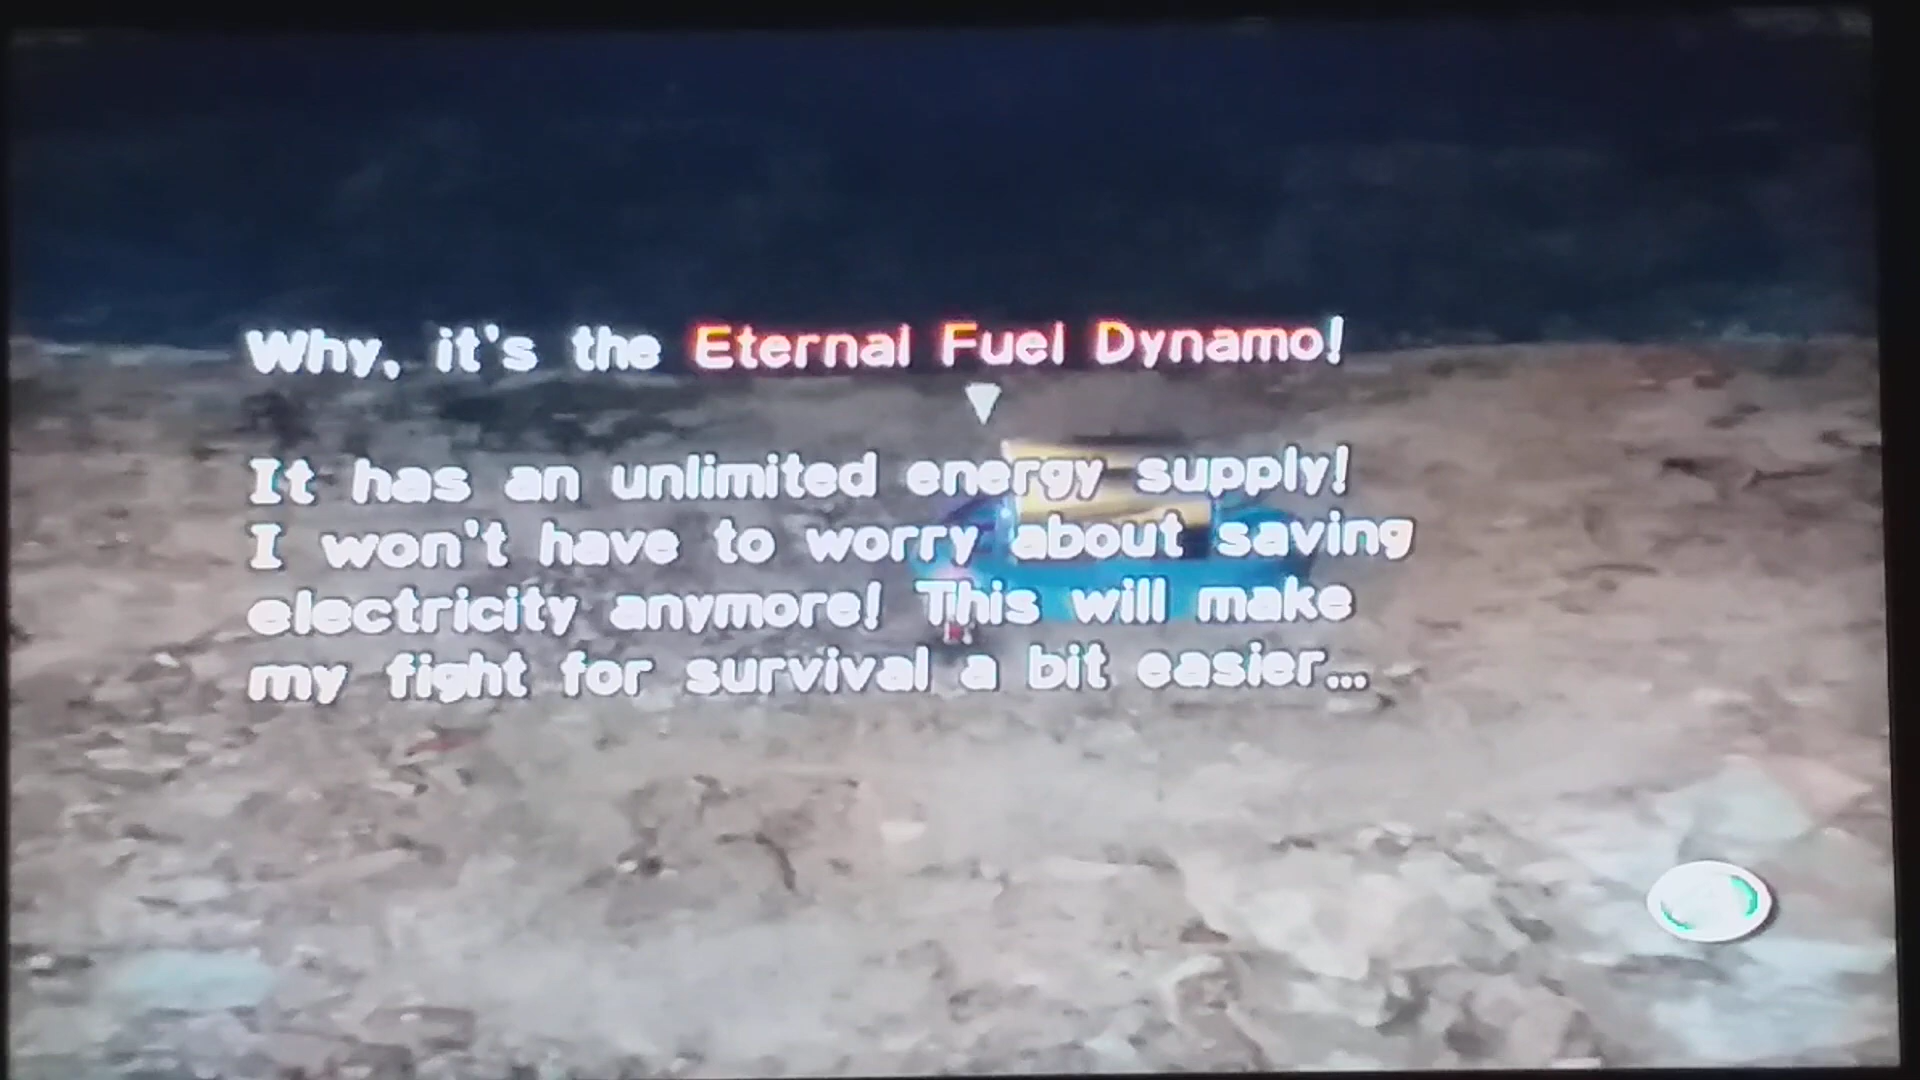 Why, it's the Eternal Fuel Dynamo!
It has an unlimited energy supply!
I won't have to worry about saving
electricity anymore! This will make
my fight for survival a bit easier...